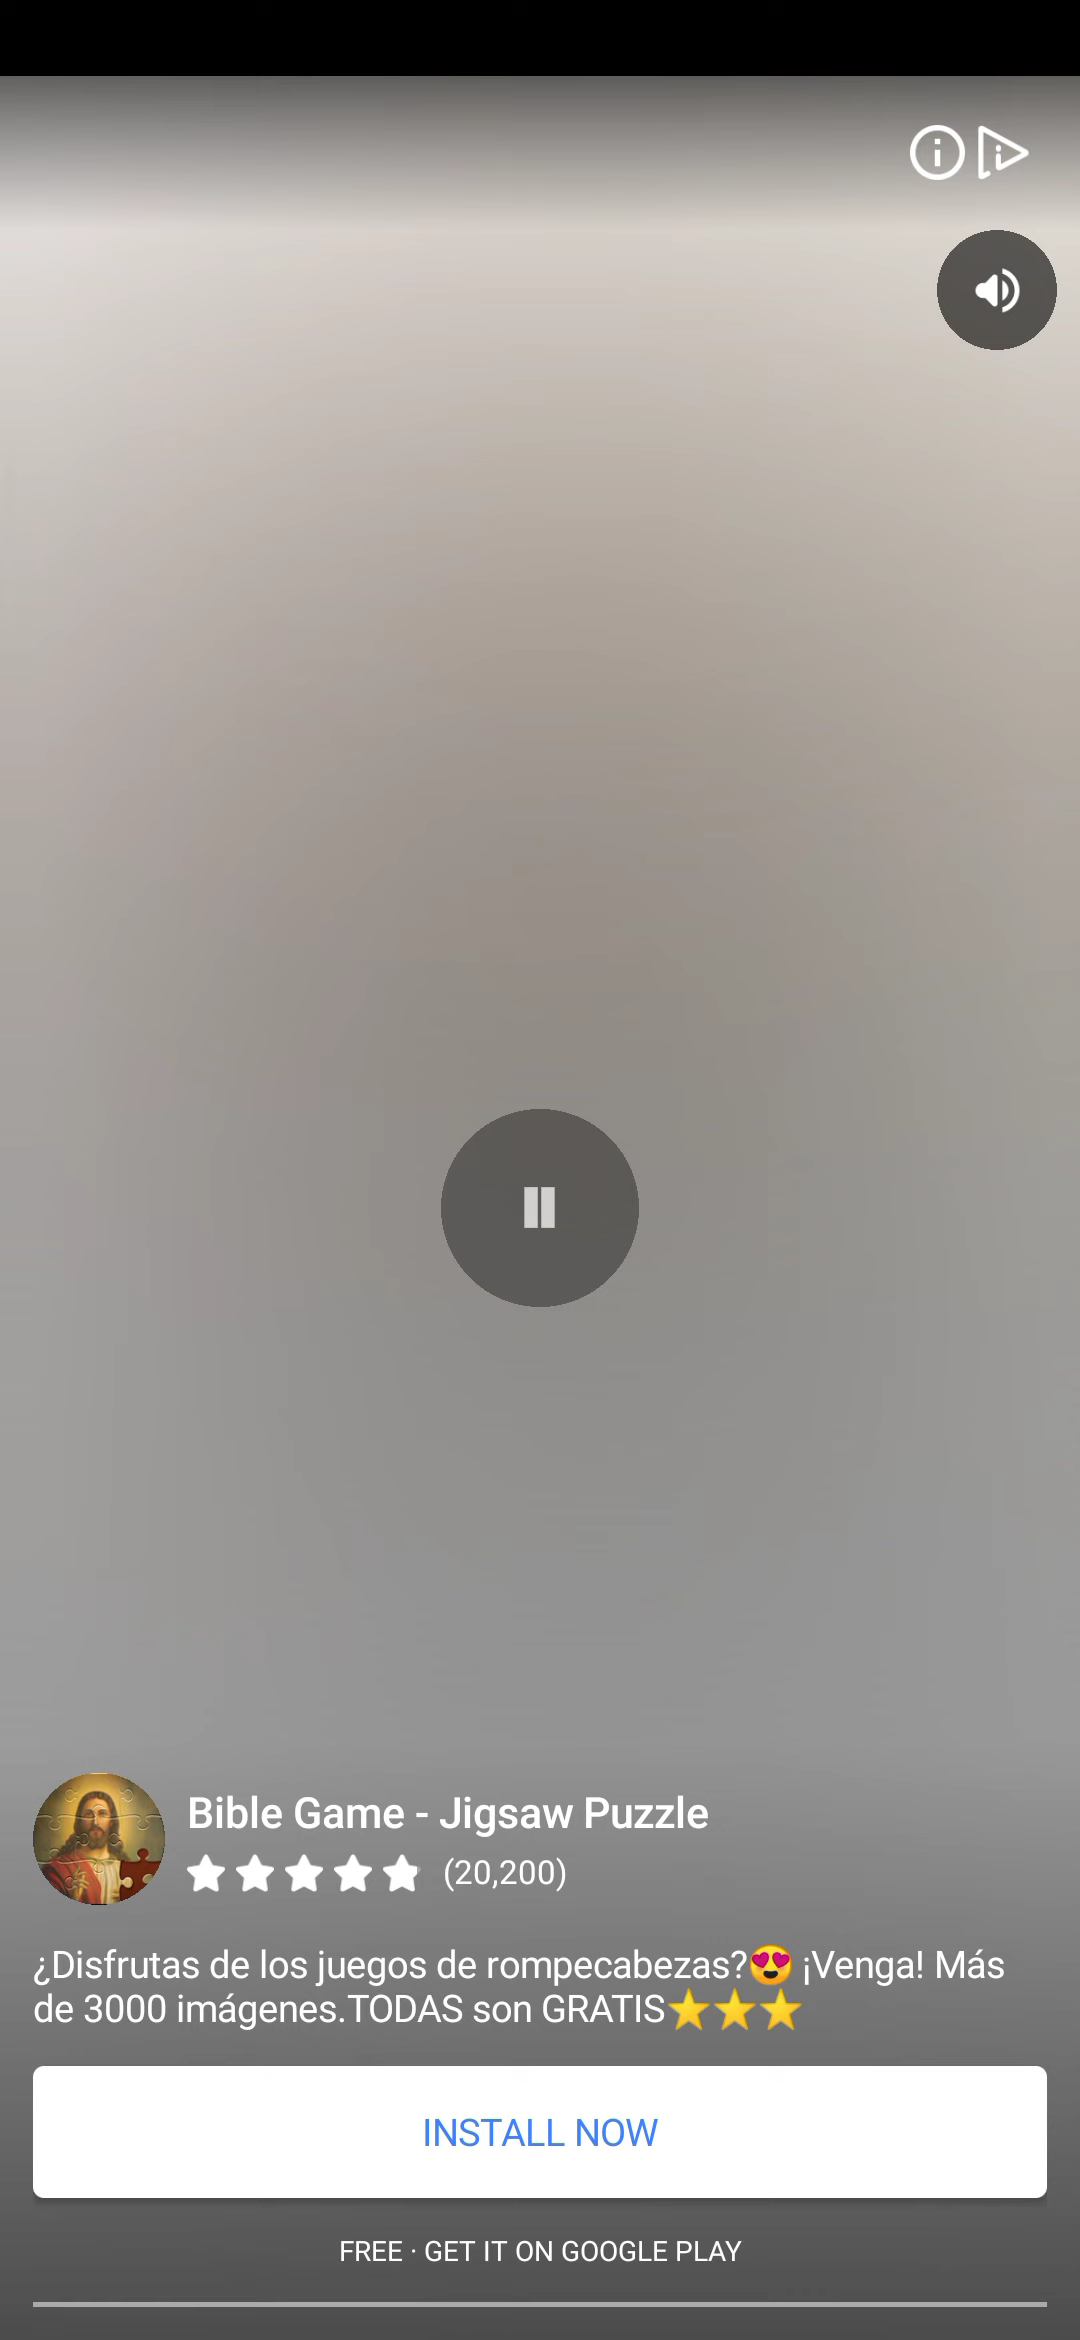 Bible Game - Jigsaw Puzzle
(20,200)
¿Disfrutas de los juegos de rompecabezas?😍 ¡Venga! Más
de 3000 imágenes.TODAS son GRATIS⭐⭐⭐
INSTALL NOW
FREE · GET IT ON GOOGLE PLAY